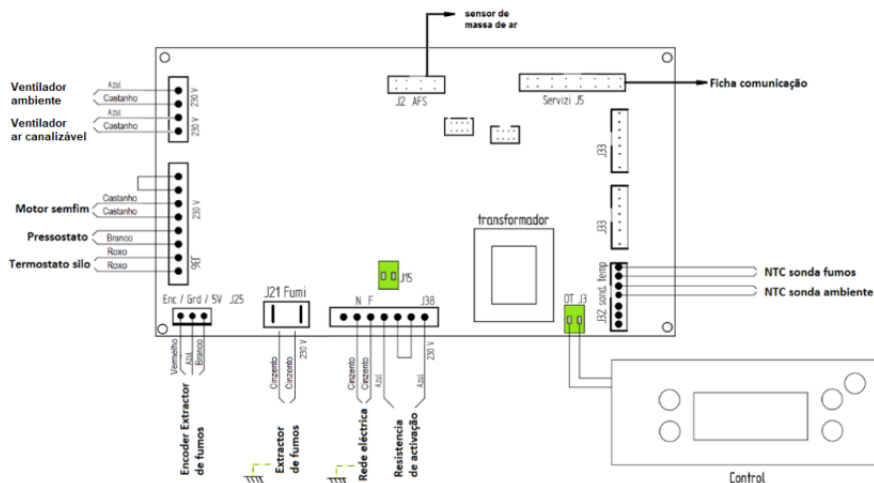 sensor de
massa de ar
Ficha comunicação
J2 AFS
Servizi J5
Ventilador
ambiente
Azul
Castanho
230 V
Ventilador
ar canalizável
Azul
Castanho
230 V
J33
J33
Motor semfim
Castanho
Castanho
230 V
Pressostato
Branco
Termostato silo
Roxo
Roxo
J36
transformador
J15
NTC sonda fumos
NTC sonda ambiente
J32 sond. temp
OT J3
Enc / Grd / 5V
J25
J21 Fumi
N F
J38
Vermelho
Azul
Branco
Cinzento
Cinzento
230 V
Cinzento
Cinzento
Azul
Azul
230 V
Encoder Extractor
de fumos
Extractor
de fumos
Rede eléctrica
Resistencia
de activação
Control